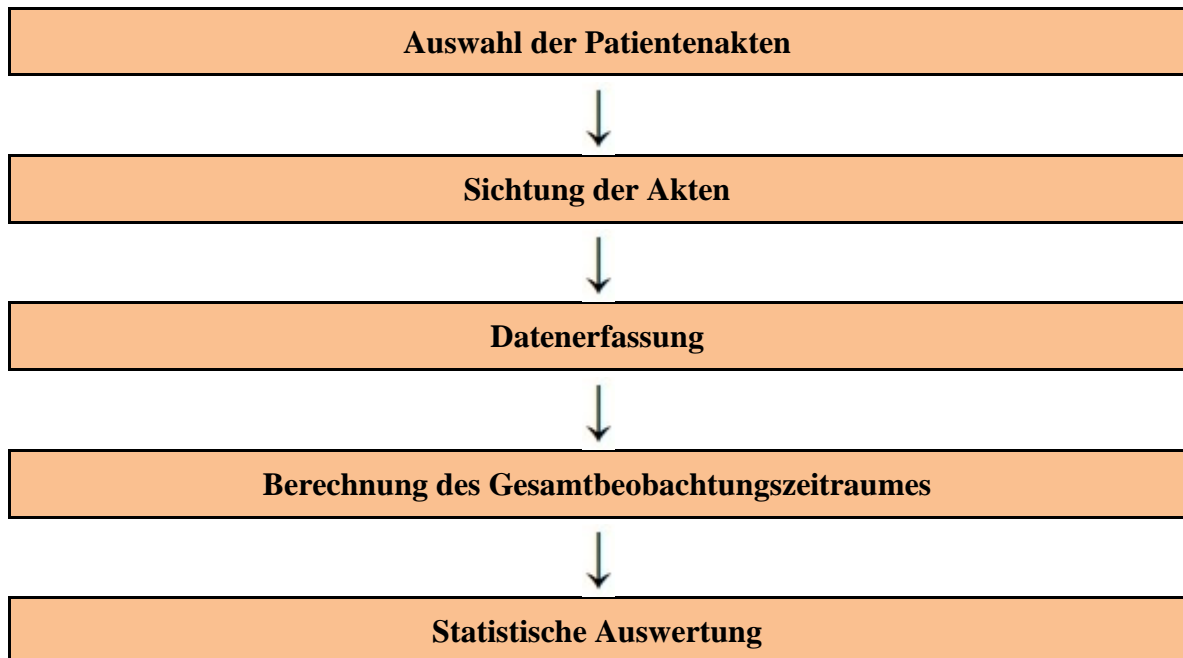 Auswahl der Patientenakten
Sichtung der Akten
Datenerfassung
Berechnung des Gesamtbeobachtungszeitraumes
Statistische Auswertung